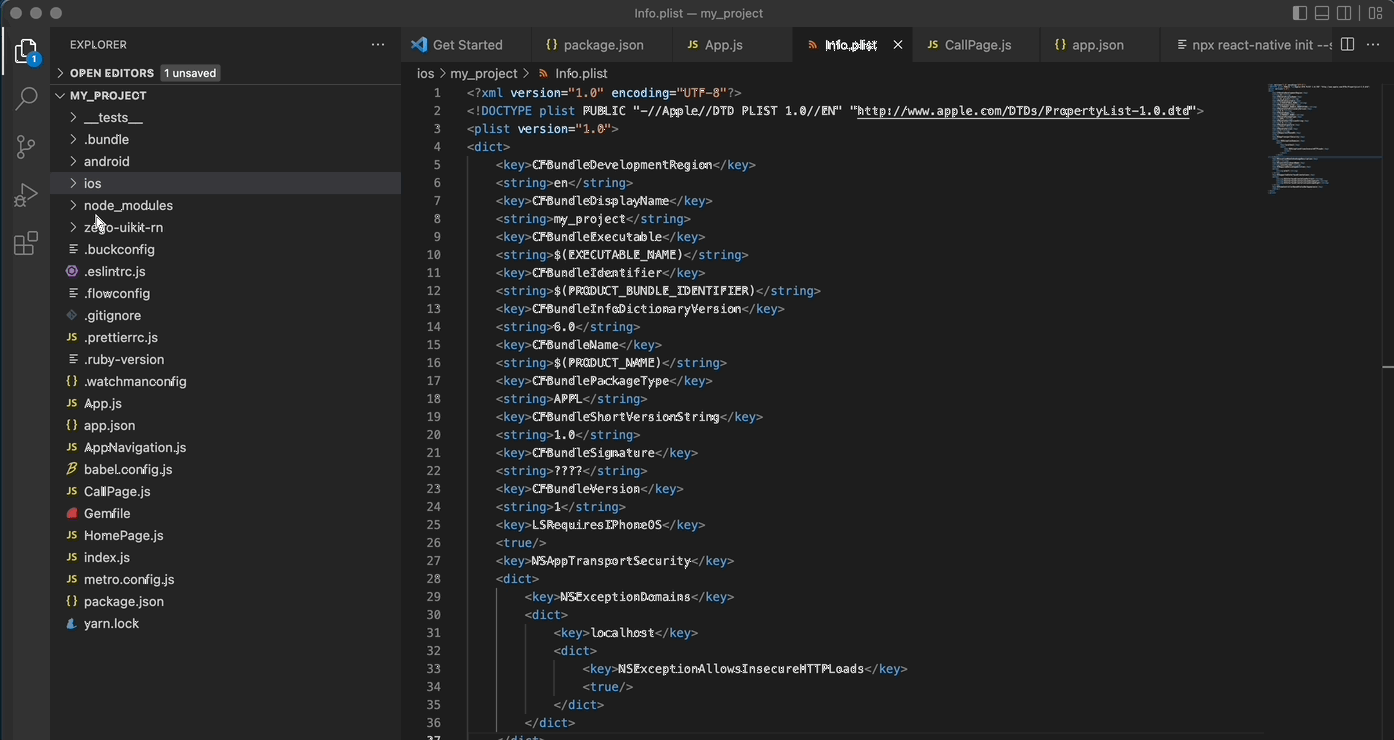 Info.plist — my_project
EXPLORER
OPEN EDITORS 1 unsaved
MY_PROJECT
__tests__
.bundle
android
ios
node_modules
zego-uikit-rn
.buckconfig
.eslintrc.js
.flowconfig
.gitignore
.prettierrc.js
.ruby-version
.watchmanconfig
App.js
app.json
AppNavigation.js
babel.config.js
CallPage.js
Gemfile
HomePage.js
index.js
metro.config.js
package.json
yarn.lock
Get Started
package.json
App.js
Info.plist
CallPage.js
app.json
npx react-native init --s
ios > my_project > Info.plist
1 <?xml version="1.0" encoding="UTF-8"?>
2 <!DOCTYPE plist PUBLIC "-//Apple//DTD PLIST 1.0//EN" "http://www.apple.com/DTDs/PropertyList-1.0.dtd">
3 <plist version="1.0">
4 <dict>
5 <key>CFBundleDevelopmentRegion</key>
6 <string>en</string>
7 <key>CFBundleDisplayName</key>
8 <string>my_project</string>
9 <key>CFBundleExecutable</key>
10 <string>$(EXECUTABLE_NAME)</string>
11 <key>CFBundleIdentifier</key>
12 <string>$(PRODUCT_BUNDLE_IDENTIFIER)</string>
13 <key>CFBundleInfoDictionaryVersion</key>
14 <string>6.0</string>
15 <key>CFBundleName</key>
16 <string>$(PRODUCT_NAME)</string>
17 <key>CFBundlePackageType</key>
18 <string>APPL</string>
19 <key>CFBundleShortVersionString</key>
20 <string>1.0</string>
21 <key>CFBundleSignature</key>
22 <string>????</string>
23 <key>CFBundleVersion</key>
24 <string>1</string>
25 <key>LSRequiresIPhoneOS</key>
26 <true/>
27 <key>NSAppTransportSecurity</key>
28 <dict>
29 <key>NSExceptionDomains</key>
30 <dict>
31 <key>localhost</key>
32 <dict>
33 <key>NSExceptionAllowsInsecureHTTPLoads</key>
34 <true/>
35 </dict>
36 </dict>
37 </dict>